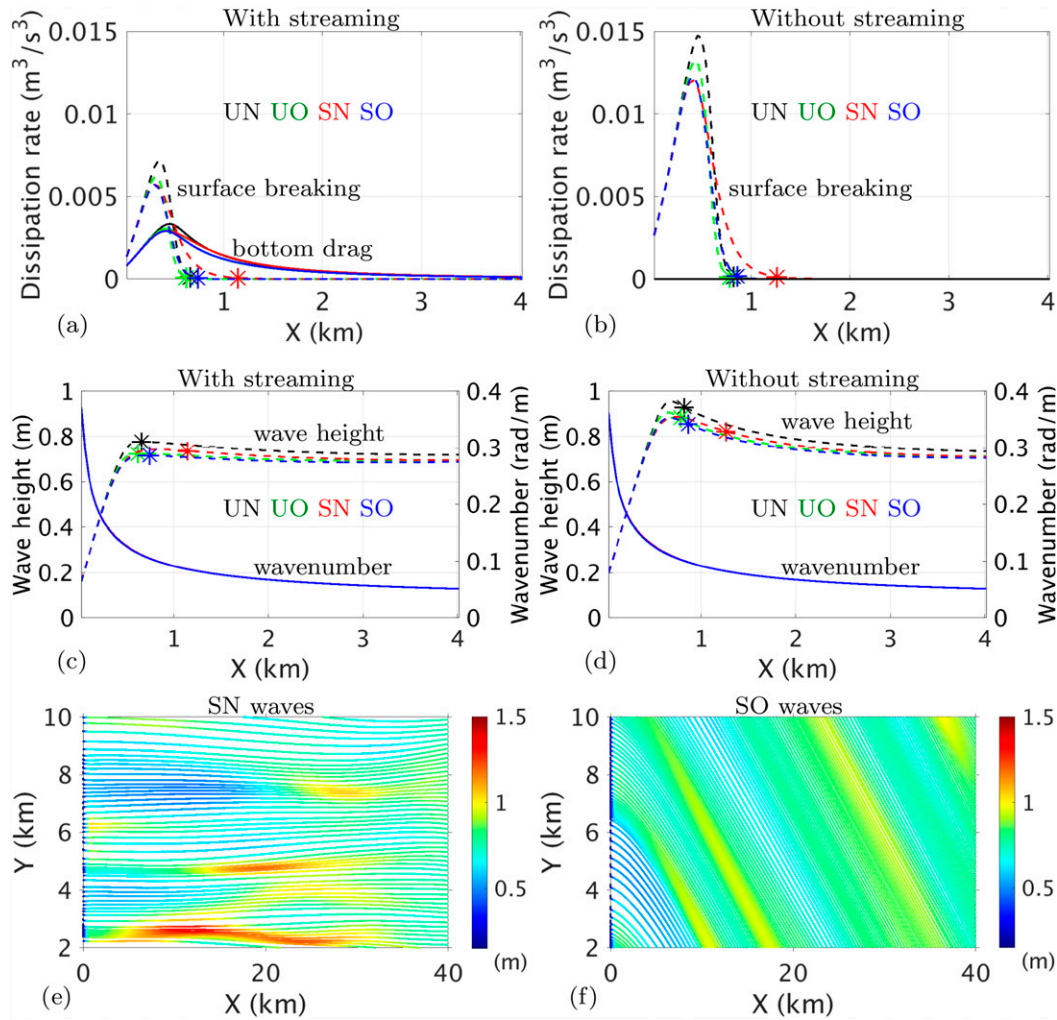 With streaming
Without streaming
Dissipation rate (m³/s³)
0.015
0.01
0.005
0
UN UO SN SO
surface breaking
bottom drag
0 1 2 3 4
X (km)
(a)
Dissipation rate (m³/s³)
0.015
0.01
0.005
0
UN UO SN SO
surface breaking
0 1 2 3 4
X (km)
(b)
With streaming
Wave height (m)
1
0.8
0.6
0.4
0.2
0
wave height
UN UO SN SO
wavenumber
0.4
0.3
0.2
0.1
0
Wavenumber (rad/m)
0 1 2 3 4
X (km)
(c)
Without streaming
Wave height (m)
1
0.8
0.6
0.4
0.2
0
wave height
UN UO SN SO
wavenumber
0.4
0.3
0.2
0.1
0
Wavenumber (rad/m)
0 1 2 3 4
X (km)
(d)
SN waves
Y (km)
10
8
6
4
2
0 20 40
X (km)
1.5
1
0.5
(m)
(e)
SO waves
Y (km)
10
8
6
4
2
0 20 40
X (km)
1.5
1
0.5
(m)
(f)